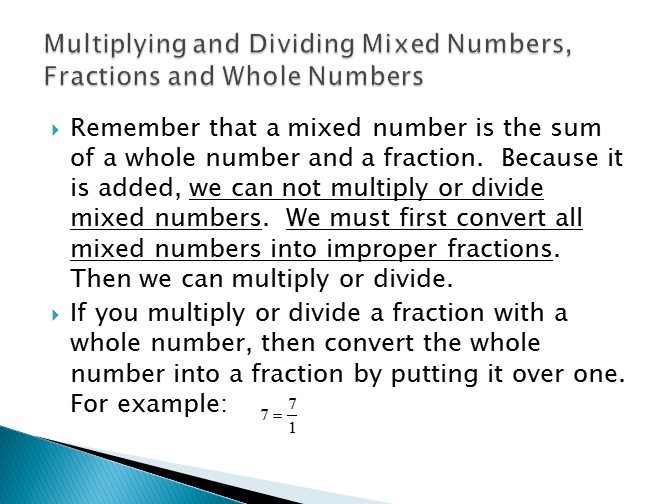 Multiplying and Dividing Mixed Numbers,
Fractions and Whole Numbers
Remember that a mixed number is the sum
of a whole number and a fraction.  Because it
is added, we can not multiply or divide
mixed numbers.  We must first convert all
mixed numbers into improper fractions.
Then we can multiply or divide.
If you multiply or divide a fraction with a
whole number, then convert the whole
number into a fraction by putting it over one.
For example: 7 = 7/1